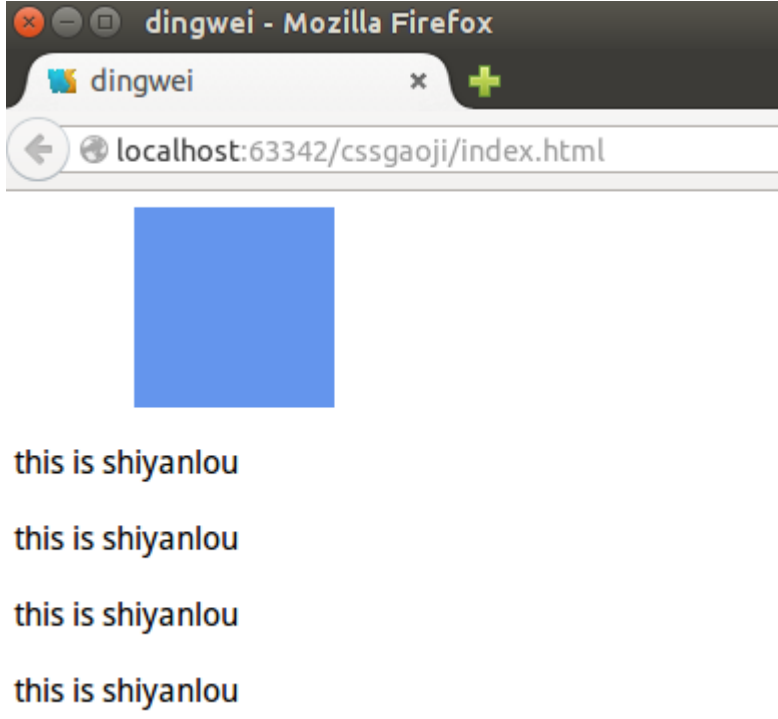 dingwei - Mozilla Firefox
dingwei
localhost:63342/cssgaoji/index.html
this is shiyanlou
this is shiyanlou
this is shiyanlou
this is shiyanlou